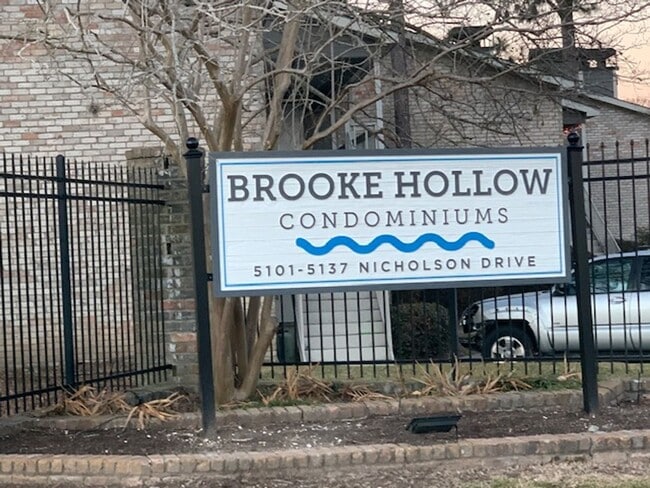 BROOKE HOLLOW
CONDOMINIUMS
5101-5137 NICHOLSON DRIVE